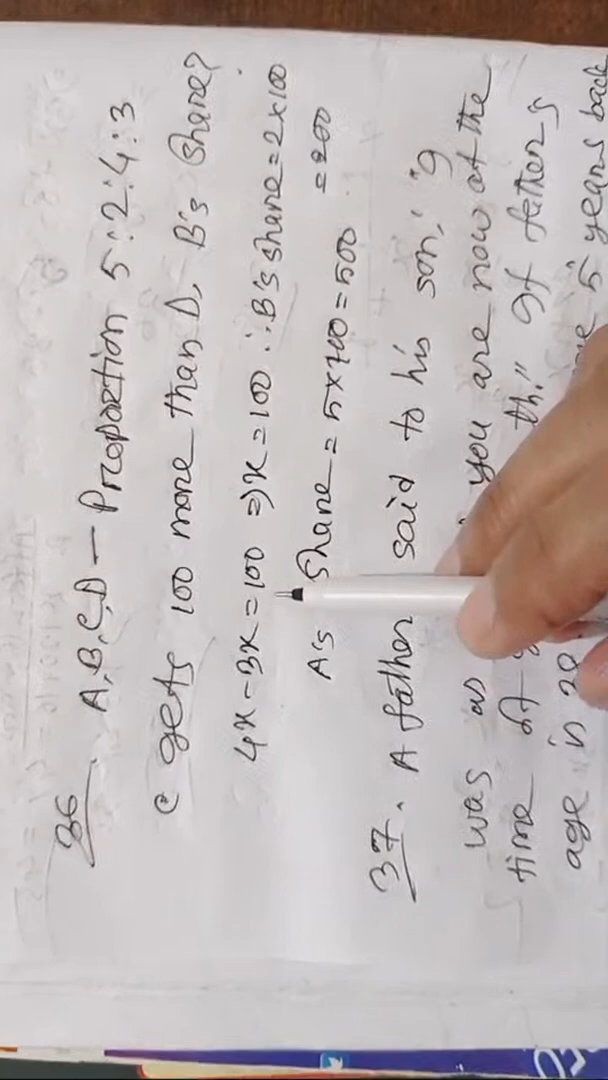 36. A,B,C,D — Proportion 5:2:4:3
C gets 100 more than D. B's share?
4x-3x=100 ⇒x=100 ∴B's share=2×100
=200
A's share=5×100=500
37. A father said to his son, "I
was as you are now at the
time of th." If father's
age is 5 years back